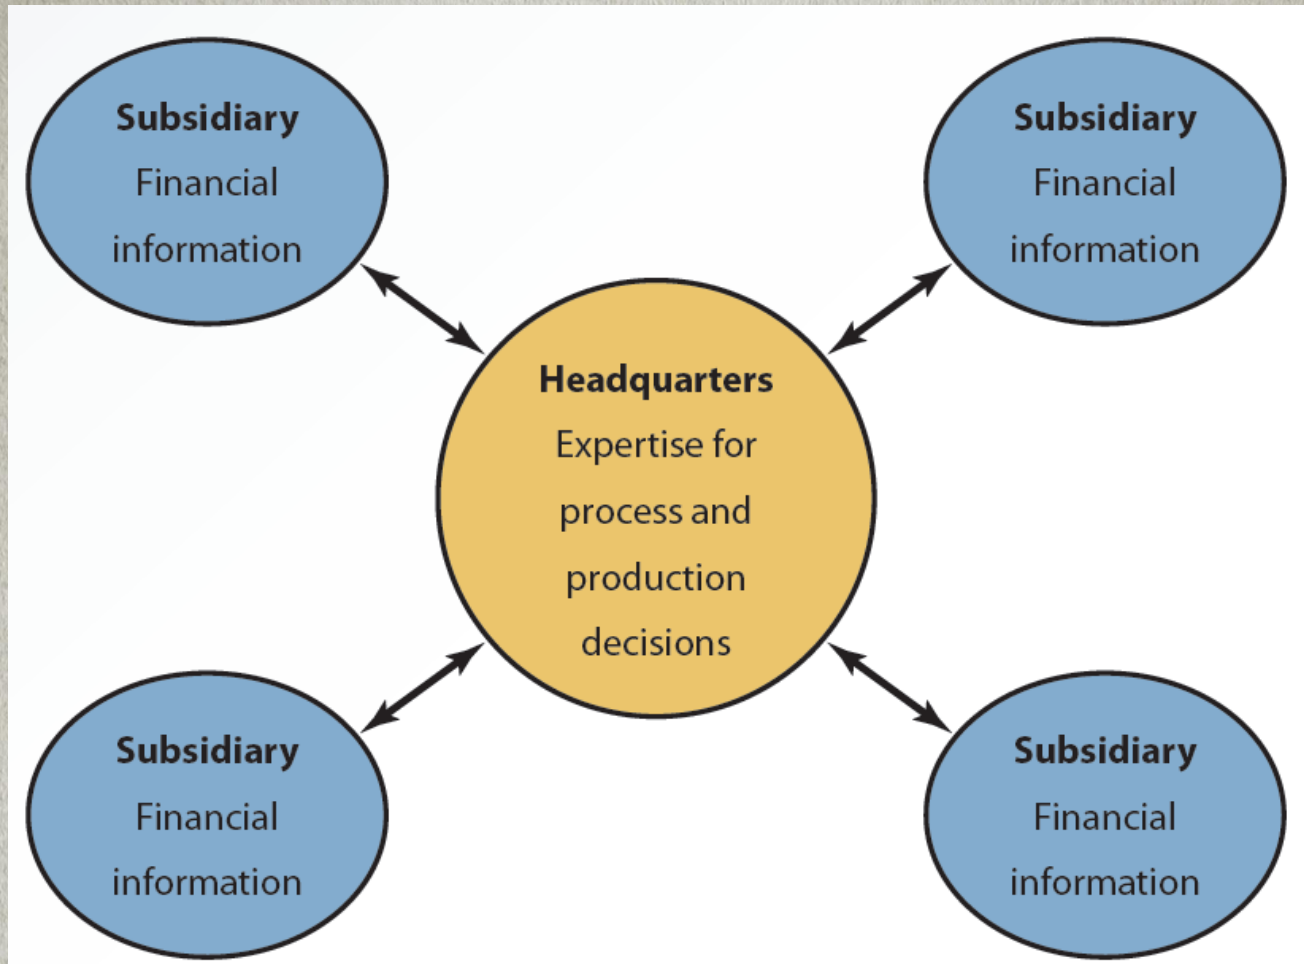 Subsidiary
Financial
information
Subsidiary
Financial
information
Headquarters
Expertise for
process and
production
decisions
Subsidiary
Financial
information
Subsidiary
Financial
information